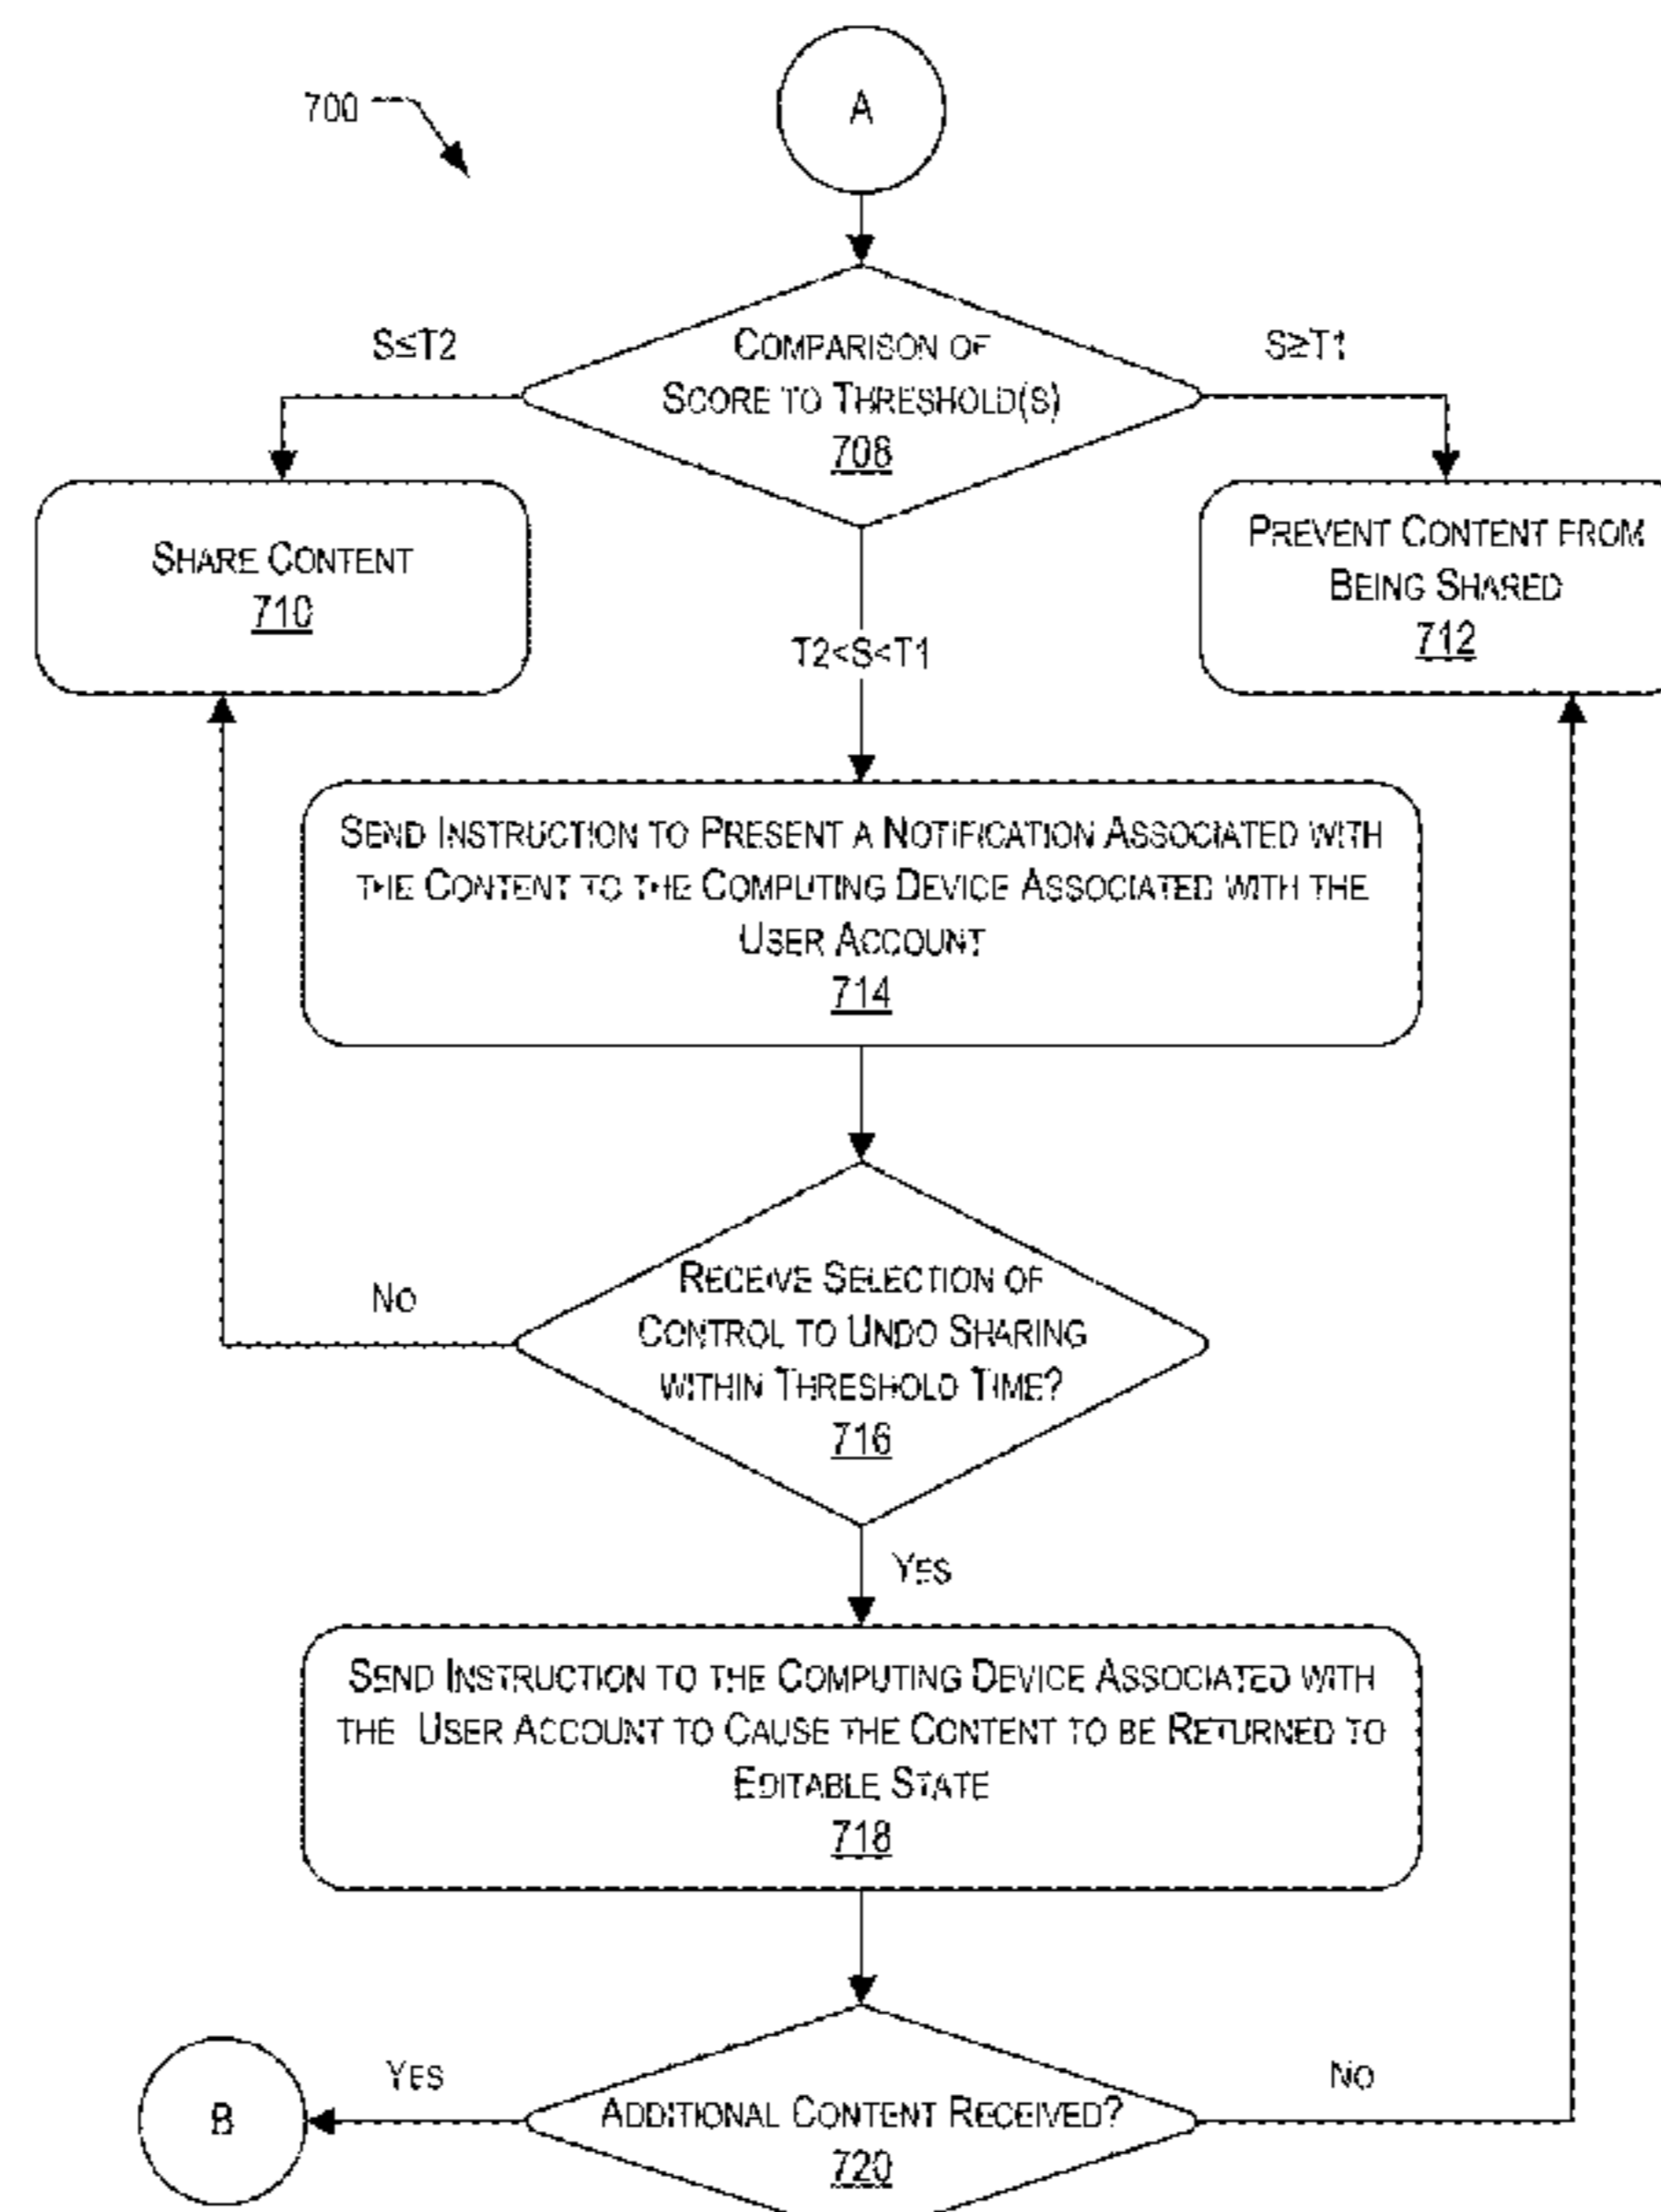 A
700
S≤T2
COMPARISON OF
SCORE TO THRESHOLD(S)
708
S≥T1
SHARE CONTENT
710
PREVENT CONTENT FROM
BEING SHARED
712
T2<S<T1
SEND INSTRUCTION TO PRESENT A NOTIFICATION ASSOCIATED WITH
THE CONTENT TO THE COMPUTING DEVICE ASSOCIATED WITH THE
USER ACCOUNT
714
RECEIVE SELECTION OF
CONTROL TO UNDO SHARING
WITHIN THRESHOLD TIME?
716
NO
YES
SEND INSTRUCTION TO THE COMPUTING DEVICE ASSOCIATED WITH
THE USER ACCOUNT TO CAUSE THE CONTENT TO BE RETURNED TO
EDITABLE STATE
718
B
YES
ADDITIONAL CONTENT RECEIVED?
720
NO